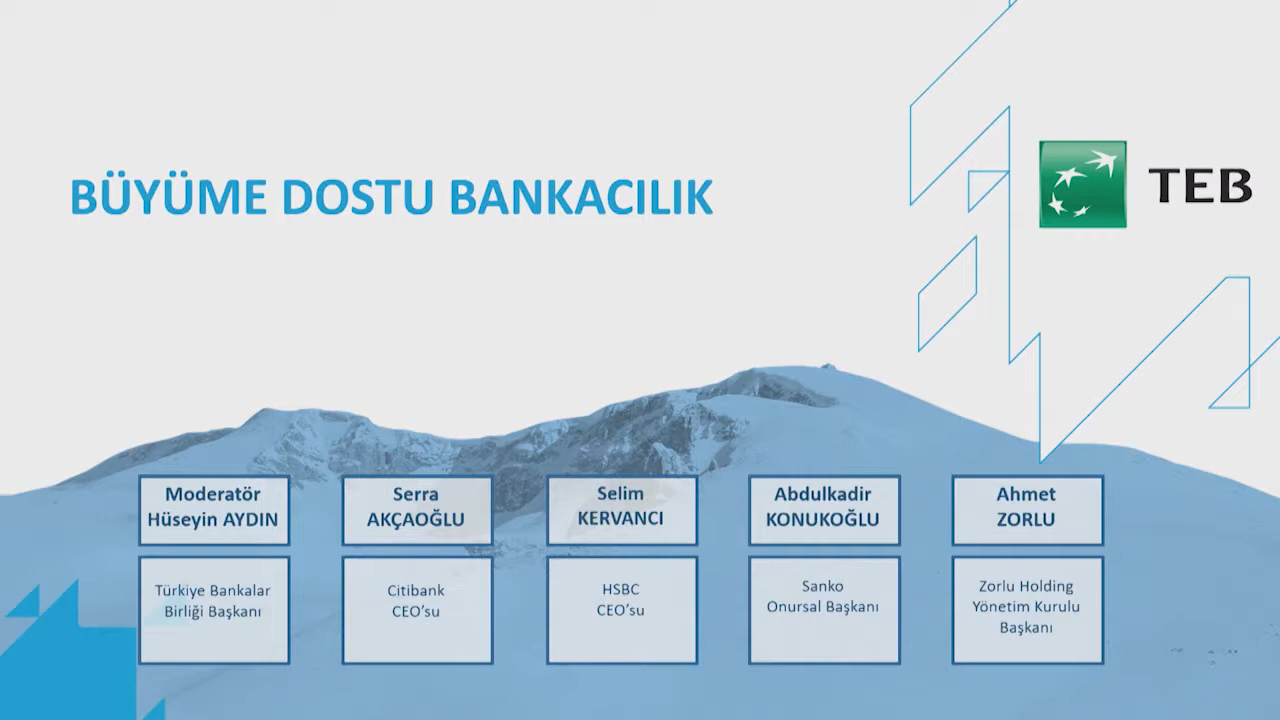 BÜYÜME DOSTU BANKACILIK
TEB
Moderatör
Hüseyin AYDIN
Türkiye Bankalar
Birliği Başkanı
Serra
AKÇAOĞLU
Citibank
CEO’su
Selim
KERVANCI
HSBC
CEO’su
Abdulkadir
KONUKOĞLU
Sanko
Onursal Başkanı
Ahmet
ZORLU
Zorlu Holding
Yönetim Kurulu
Başkanı